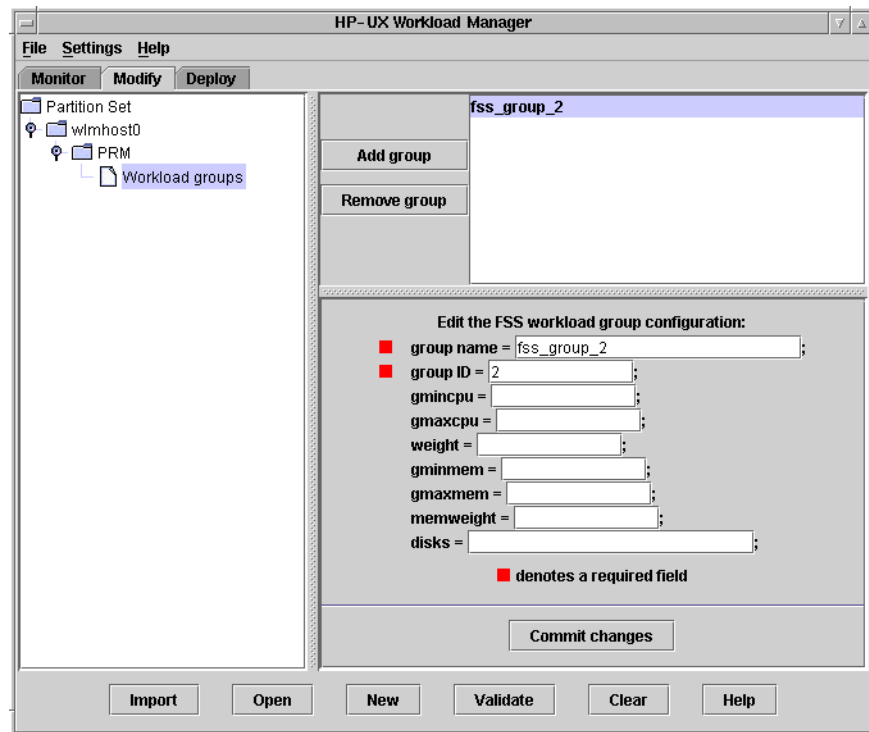 HP-UX Workload Manager
File Settings Help
Monitor Modify Deploy
Partition Set
wlmhost0
PRM
Workload groups
fss_group_2
Add group
Remove group
Edit the FSS workload group configuration:
group name = fss_group_2 ;
group ID = 2 ;
gmincpu = ;
gmaxcpu = ;
weight = ;
gminmem = ;
gmaxmem = ;
memweight = ;
disks = ;
denotes a required field
Commit changes
Import Open New Validate Clear Help